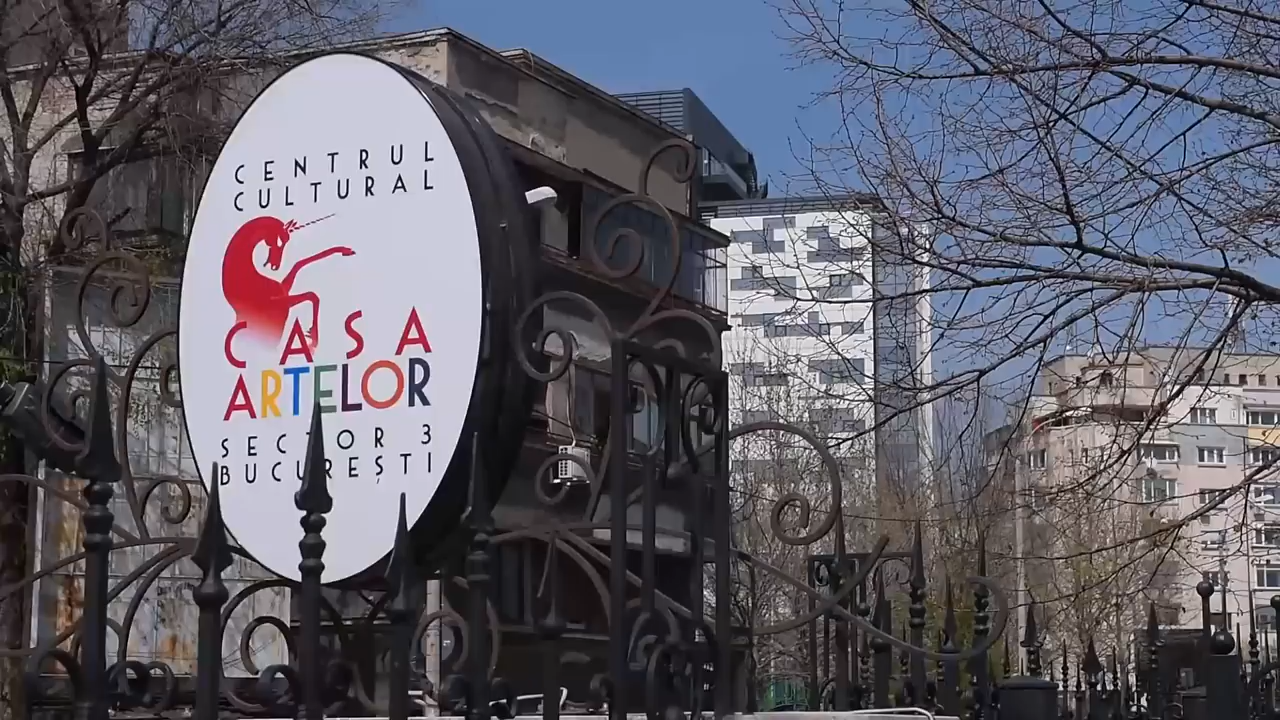 CENTRUL
CULTURAL
CASA
ARTELOR
SECTOR 3
BUCUREȘTI